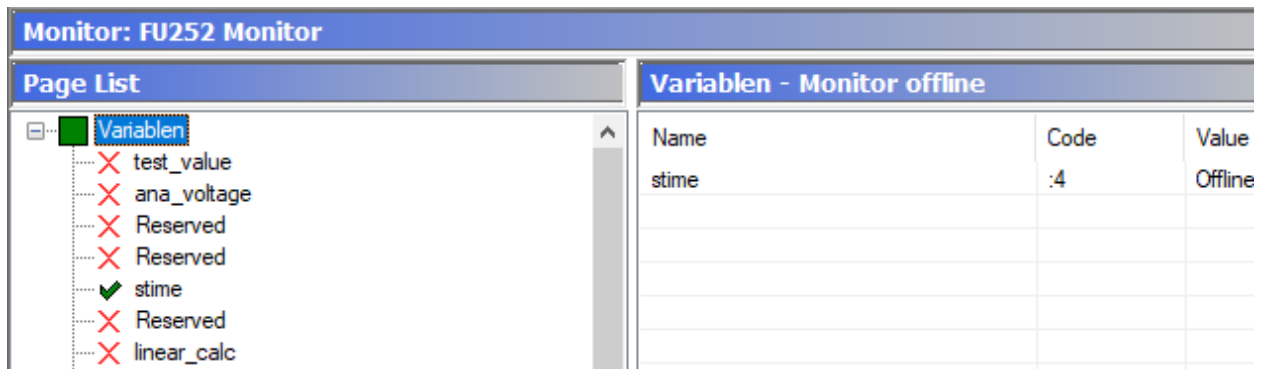 Monitor: FU252 Monitor
Page List
Variablen
test_value
ana_voltage
Reserved
Reserved
stime
Reserved
linear_calc
Variablen - Monitor offline
Name Code Value
stime :4 Offline